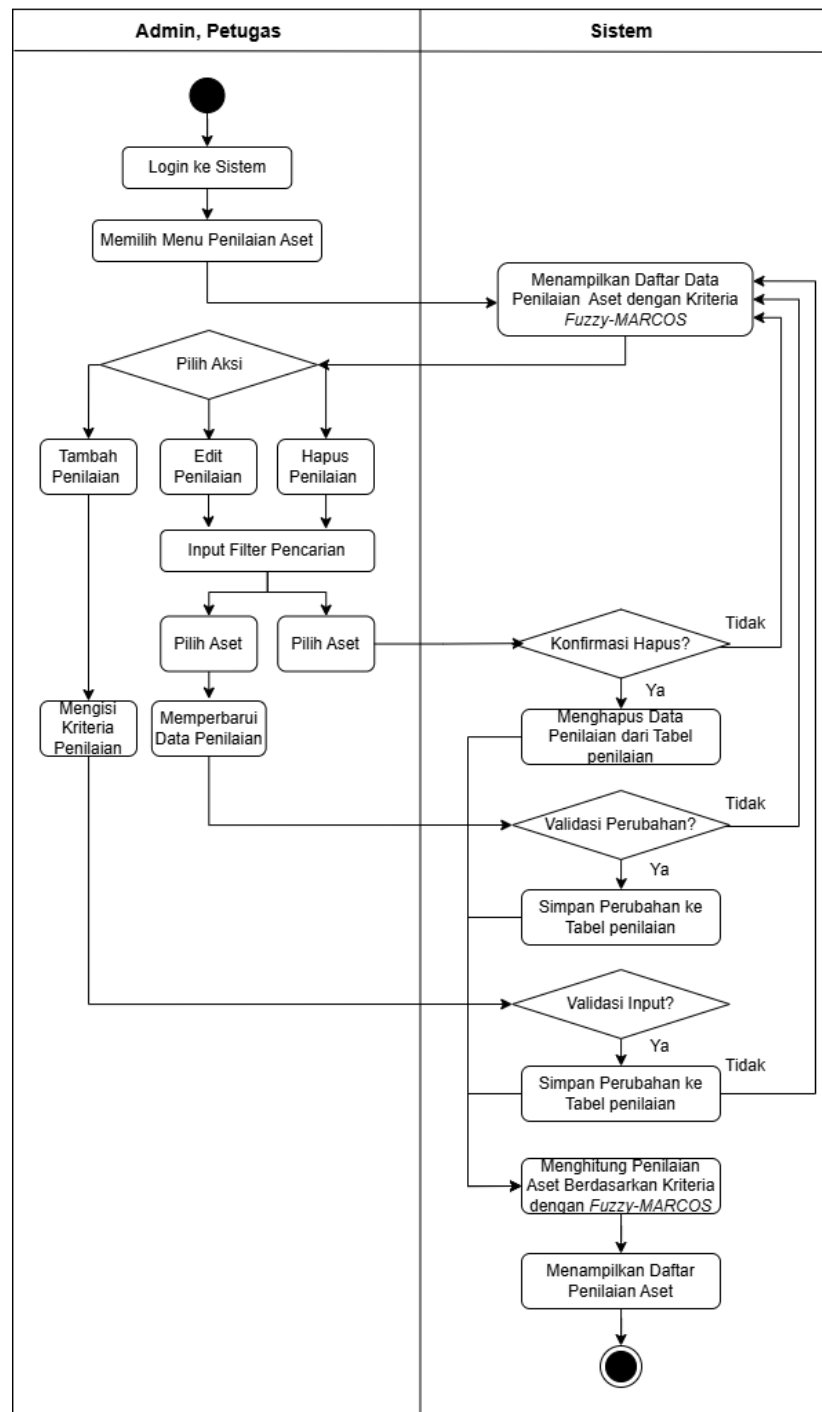 Admin, Petugas
Sistem
Login ke Sistem
Memilih Menu Penilaian Aset
Menampilkan Daftar Data
Penilaian Aset dengan Kriteria
Fuzzy-MARCOS
Pilih Aksi
Tambah
Penilaian
Edit
Penilaian
Hapus
Penilaian
Input Filter Pencarian
Pilih Aset
Pilih Aset
Konfirmasi Hapus?
Tidak
Ya
Mengisi
Kriteria
Penilaian
Memperbarui
Data Penilaian
Menghapus Data
Penilaian dari Tabel
penilaian
Validasi Perubahan?
Tidak
Ya
Simpan Perubahan ke
Tabel penilaian
Validasi Input?
Ya
Tidak
Simpan Perubahan ke
Tabel penilaian
Menghitung Penilaian
Aset Berdasarkan Kriteria
dengan Fuzzy-MARCOS
Menampilkan Daftar
Penilaian Aset